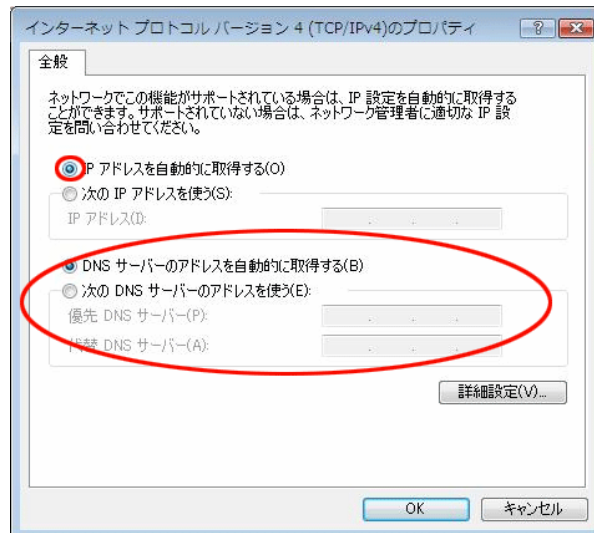 インターネット プロトコル バージョン 4 (TCP/IPv4)のプロパティ
全般
ネットワークでこの機能がサポートされている場合は、IP 設定を自動的に取得する
ことができます。サポートされていない場合は、ネットワーク管理者に適切な IP 設
定を問い合わせてください。
IP アドレスを自動的に取得する(O)
次の IP アドレスを使う(S):
IP アドレス(I):
DNS サーバーのアドレスを自動的に取得する(B)
次の DNS サーバーのアドレスを使う(E):
優先 DNS サーバー(P):
代替 DNS サーバー(A):
詳細設定(V)...
OK
キャンセル